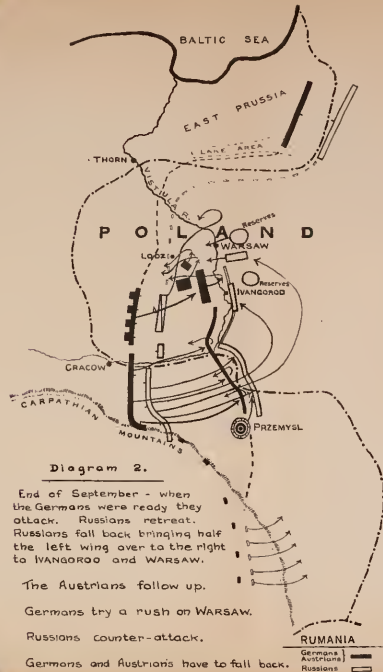 BALTIC SEA
EAST PRUSSIA
LAKE AREA
THORN
VISTULA R.
POLAND
Reserves
WARSAW
LODZ
Reserves
IVANGOROD
CRACOW
CARPATHIAN
MOUNTAINS
PRZEMYSL
Diagram 2.
End of September - when
the Germans were ready they
attack. Russians retreat.
Russians fall back bringing half
the left wing over to the right
to IVANGOROD and WARSAW.
The Austrians follow up.
Germans try a rush on WARSAW.
Russians counter-attack.
Germans and Austrians have to fall back.
RUMANIA
Germans
Austrians
Russians